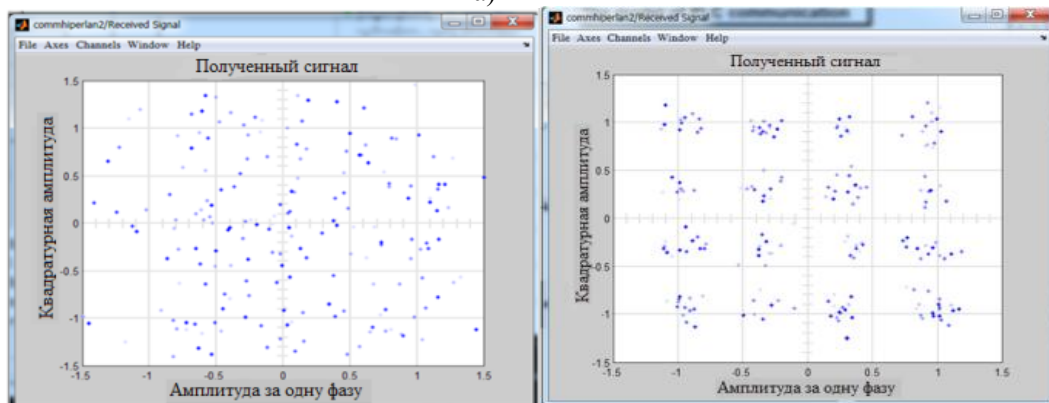 commhiperlan2/Received Signal
File Axes Channels Window Help
Полученный сигнал
Квадратурная амплитуда
1.5
1
0.5
0
-0.5
-1
-1.5
-1.5 -1 -0.5 0 0.5 1 1.5
Амплитуда за одну фазу
communication
commhiperlan2/Received Signal
File Axes Channels Window Help
Полученный сигнал
Квадратурная амплитуда
1.5
1
0.5
0
-0.5
-1
-1.5
-1.5 -1 -0.5 0 0.5 1 1.5
Амплитуда за одну фазу